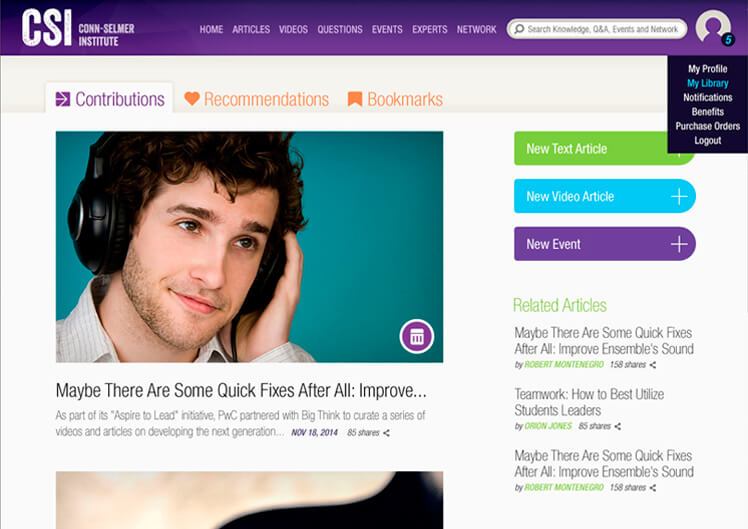 CSI CONN-SELMER
INSTITUTE
HOME ARTICLES VIDEOS QUESTIONS EVENTS EXPERTS NETWORK
Search Knowledge, Q&A, Events and Network
5
My Profile
My Library
Notifications
Benefits
Purchase Orders
Logout
Contributions Recommendations Bookmarks
New Text Article
New Video Article
New Event
Maybe There Are Some Quick Fixes After All: Improve...
As part of its "Aspire to Lead" initiative, PwC partnered with Big Think to curate a series of
videos and articles on developing the next generation... NOV 18, 2014 85 shares
Related Articles
Maybe There Are Some Quick Fixes
After All: Improve Ensemble's Sound
by ROBERT MONTENEGRO 158 shares
Teamwork: How to Best Utilize
Students Leaders
by ORION JONES 85 shares
Maybe There Are Some Quick Fixes
After All: Improve Ensemble's Sound
by ROBERT MONTENEGRO 158 shares